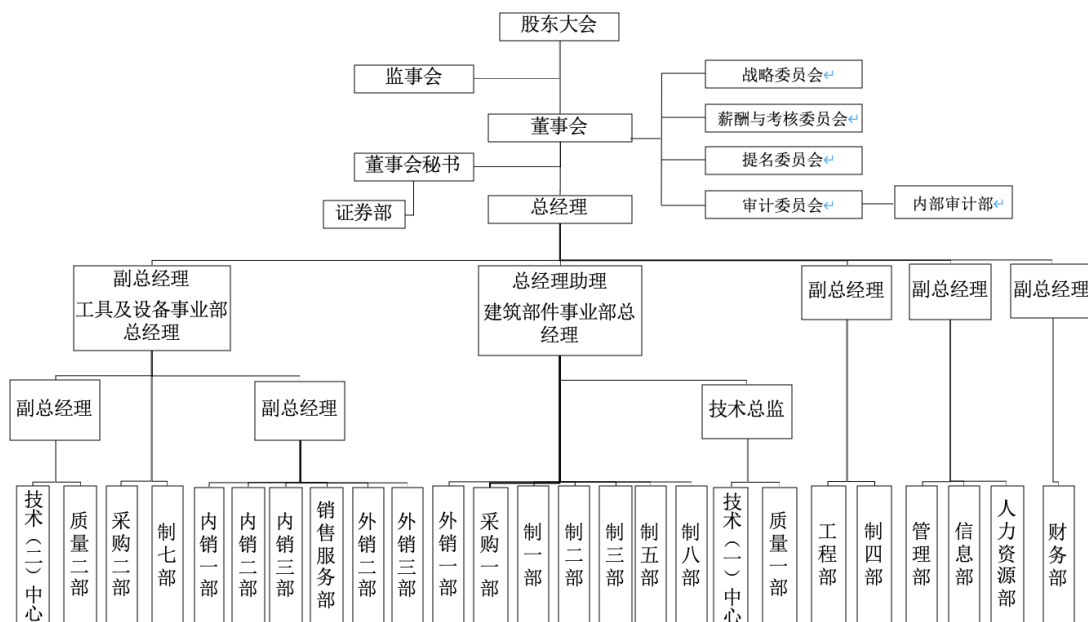 股东大会
监事会
战略委员会
薪酬与考核委员会
董事会
提名委员会
董事会秘书
审计委员会
内部审计部
证券部
总经理
副总经理
工具及设备事业部
总经理
总经理助理
建筑部件事业部总
经理
副总经理
副总经理
副总经理
副总经理
副总经理
技术总监
技术（二）中心
质量二部
采购二部
制七部
内销一部
内销二部
内销三部
销售服务部
外销二部
外销三部
外销一部
采购一部
制一部
制二部
制三部
制五部
制八部
技术（一）中心
质量一部
工程部
制四部
管理部
信息部
人力资源部
财务部